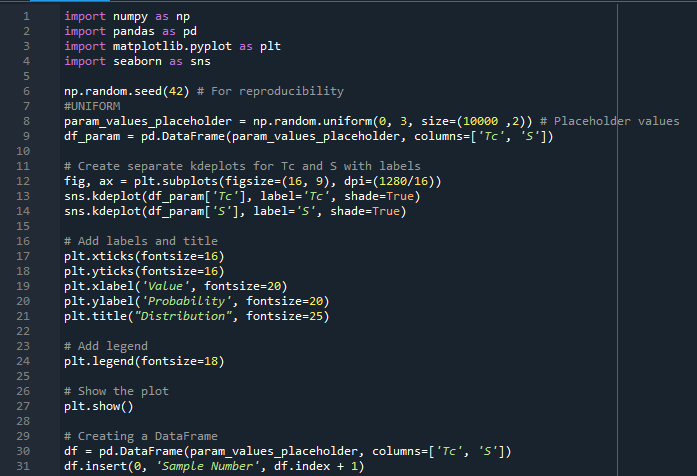 1 import numpy as np
2 import pandas as pd
3 import matplotlib.pyplot as plt
4 import seaborn as sns
5
6 np.random.seed(42) # For reproducibility
7 #UNIFORM
8 param_values_placeholder = np.random.uniform(0, 3, size=(10000 ,2)) # Placeholder values
9 df_param = pd.DataFrame(param_values_placeholder, columns=['Tc', 'S'])
10
11 # Create separate kdeplots for Tc and S with labels
12 fig, ax = plt.subplots(figsize=(16, 9), dpi=(1280/16))
13 sns.kdeplot(df_param['Tc'], label='Tc', shade=True)
14 sns.kdeplot(df_param['S'], label='S', shade=True)
15
16 # Add labels and title
17 plt.xticks(fontsize=16)
18 plt.yticks(fontsize=16)
19 plt.xlabel('Value', fontsize=20)
20 plt.ylabel('Probability', fontsize=20)
21 plt.title("Distribution", fontsize=25)
22
23 # Add legend
24 plt.legend(fontsize=18)
25
26 # Show the plot
27 plt.show()
28
29 # Creating a DataFrame
30 df = pd.DataFrame(param_values_placeholder, columns=['Tc', 'S'])
31 df.insert(0, 'Sample Number', df.index + 1)